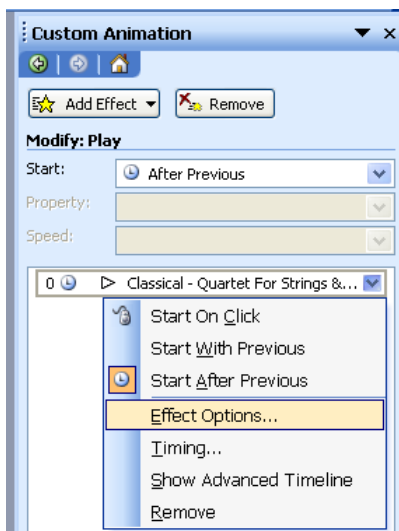 Custom Animation
Add Effect
Remove
Modify: Play
Start:
After Previous
Property:
Speed:
0 Classical - Quartet For Strings &...
Start On Click
Start With Previous
Start After Previous
Effect Options...
Timing...
Show Advanced Timeline
Remove